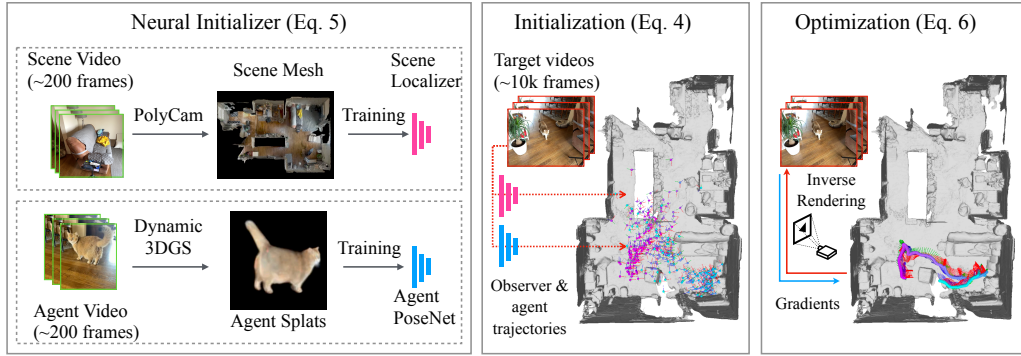 Neural Initializer (Eq. 5)
Scene Video
(~200 frames)
PolyCam
Scene Mesh
Training
Scene
Localizer
Dynamic
3DGS
Training
Agent Video
(~200 frames)
Agent Splats
Agent
PoseNet
Initialization (Eq. 4)
Target videos
(~10k frames)
Observer &
agent
trajectories
Optimization (Eq. 6)
Inverse
Rendering
Gradients